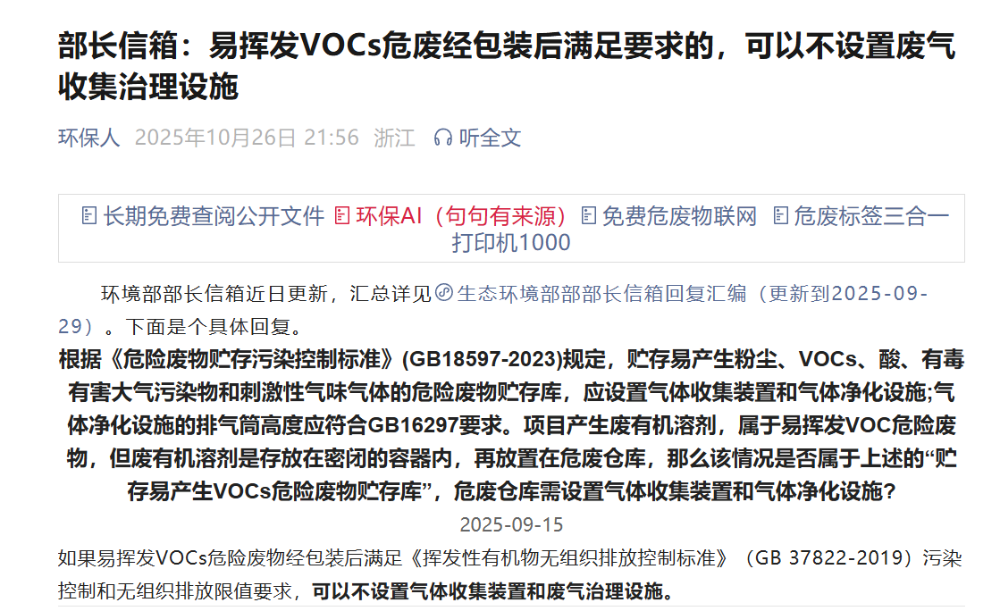 部长信箱：易挥发VOCs危废经包装后满足要求的，可以不设置废气
收集治理设施
环保人 2025年10月26日 21:56 浙江 听全文
长期免费查阅公开文件 环保AI（句句有来源） 免费危废物联网 危废标签三合一
打印机1000
环境部部长信箱近日更新，汇总详见生态环境部部长信箱回复汇编（更新到2025-09-
29）。下面是个具体回复。
根据《危险废物贮存污染控制标准》(GB18597-2023)规定，贮存易产生粉尘、VOCs、酸、有毒
有害大气污染物和刺激性气味气体的危险废物贮存库，应设置气体收集装置和气体净化设施;气
体净化设施的排气筒高度应符合GB16297要求。项目产生废有机溶剂，属于易挥发VOC危险废
物，但废有机溶剂是存放在密闭的容器内，再放置在危废仓库，那么该情况是否属于上述的“贮
存易产生VOCs危险废物贮存库”，危废仓库需设置气体收集装置和气体净化设施?
2025-09-15
如果易挥发VOCs危险废物经包装后满足《挥发性有机物无组织排放控制标准》（GB 37822-2019）污染
控制和无组织排放限值要求，可以不设置气体收集装置和废气治理设施。